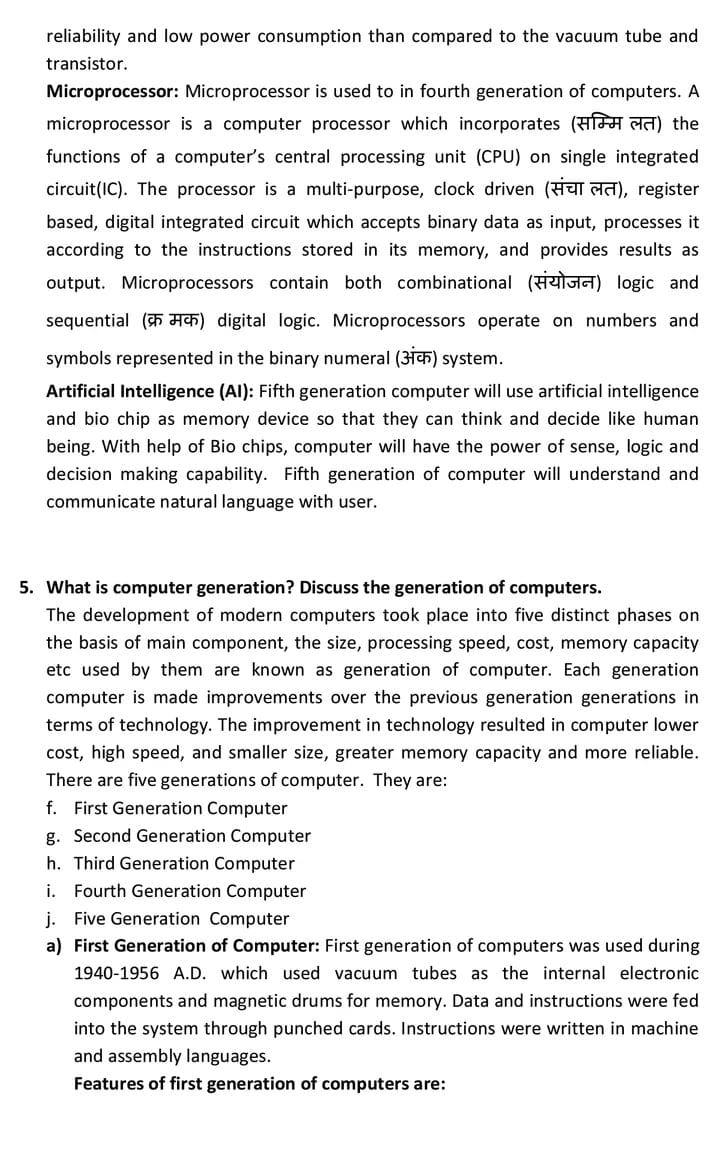 reliability and low power consumption than compared to the vacuum tube and
transistor.
Microprocessor: Microprocessor is used to in fourth generation of computers. A
microprocessor is a computer processor which incorporates (सम्मि लत) the
functions of a computer’s central processing unit (CPU) on single integrated
circuit(IC). The processor is a multi-purpose, clock driven (संचा लत), register
based, digital integrated circuit which accepts binary data as input, processes it
according to the instructions stored in its memory, and provides results as
output. Microprocessors contain both combinational (संयोजन) logic and
sequential (क्र मक) digital logic. Microprocessors operate on numbers and
symbols represented in the binary numeral (अंक) system.
Artificial Intelligence (AI): Fifth generation computer will use artificial intelligence
and bio chip as memory device so that they can think and decide like human
being. With help of Bio chips, computer will have the power of sense, logic and
decision making capability. Fifth generation of computer will understand and
communicate natural language with user.
5. What is computer generation? Discuss the generation of computers.
The development of modern computers took place into five distinct phases on
the basis of main component, the size, processing speed, cost, memory capacity
etc used by them are known as generation of computer. Each generation
computer is made improvements over the previous generation generations in
terms of technology. The improvement in technology resulted in computer lower
cost, high speed, and smaller size, greater memory capacity and more reliable.
There are five generations of computer. They are:
f. First Generation Computer
g. Second Generation Computer
h. Third Generation Computer
i. Fourth Generation Computer
j. Five Generation Computer
a) First Generation of Computer: First generation of computers was used during
1940-1956 A.D. which used vacuum tubes as the internal electronic
components and magnetic drums for memory. Data and instructions were fed
into the system through punched cards. Instructions were written in machine
and assembly languages.
Features of first generation of computers are: